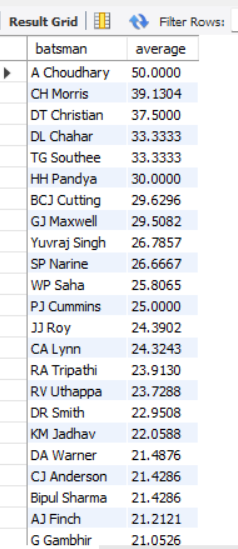 Result Grid Filter Rows:
batsman average
A Choudhary 50.0000
CH Morris 39.1304
DT Christian 37.5000
DL Chahar 33.3333
TG Southee 33.3333
HH Pandya 30.0000
BCJ Cutting 29.6296
GJ Maxwell 29.5082
Yuvraj Singh 26.7857
SP Narine 26.6667
WP Saha 25.8065
PJ Cummins 25.0000
JJ Roy 24.3902
CA Lynn 24.3243
RA Tripathi 23.9130
RV Uthappa 23.7288
DR Smith 22.9508
KM Jadhav 22.0588
DA Warner 21.4876
CJ Anderson 21.4286
Bipul Sharma 21.4286
AJ Finch 21.2121
G Gambhir 21.0526